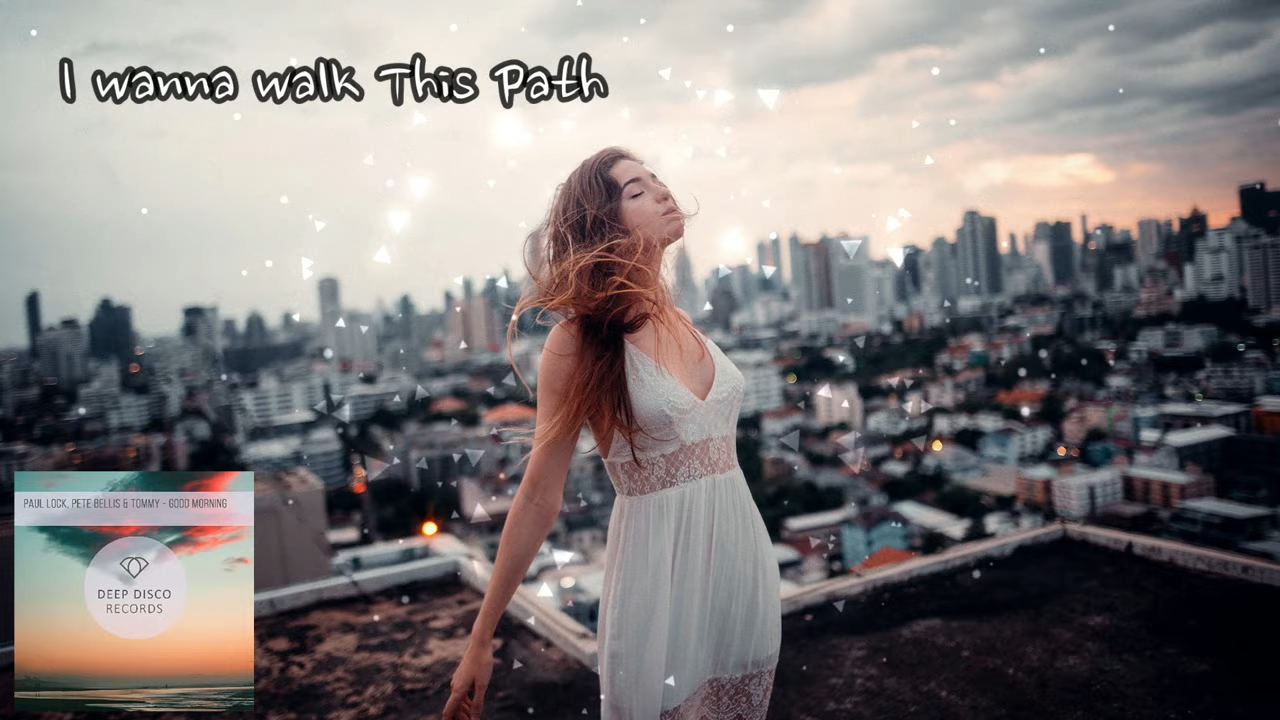 I wanna walk This Path
PAUL LOCK, PETE BELLIS & TOMMY - GOOD MORNING
DEEP DISCO
RECORDS